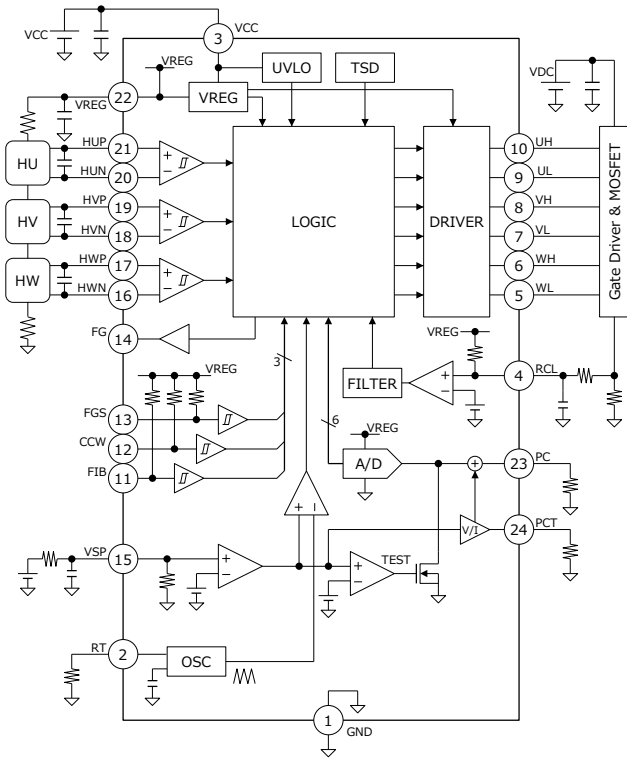 VCC
VCC
3
VREG
UVLO
TSD
VDC
VREG
22
VREG
HUP
21
HU
HUN
20
HVP
19
HV
HVN
18
HWP
17
HW
HWN
16
LOGIC
DRIVER
10
UH
9
UL
8
VH
7
VL
6
WH
5
WL
Gate Driver & MOSFET
FG
14
3
VREG
VREG
FILTER
+
−
4
RCL
FGS
13
CCW
12
FIB
11
6
VREG
A/D
+
23
PC
+
−
V/I
24
PCT
VSP
15
+
−
+
−
TEST
RT
2
OSC
1
GND
+
−
+
−
+
−